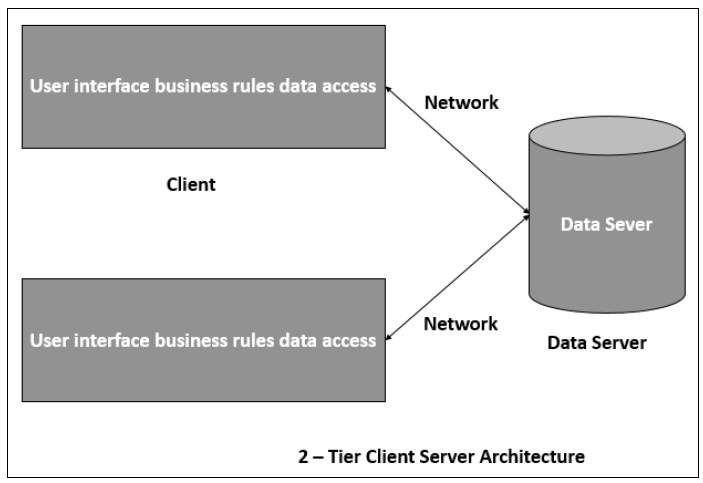 User interface business rules data access
Network
Client
Data Sever
User interface business rules data access
Network
Data Server
2 – Tier Client Server Architecture